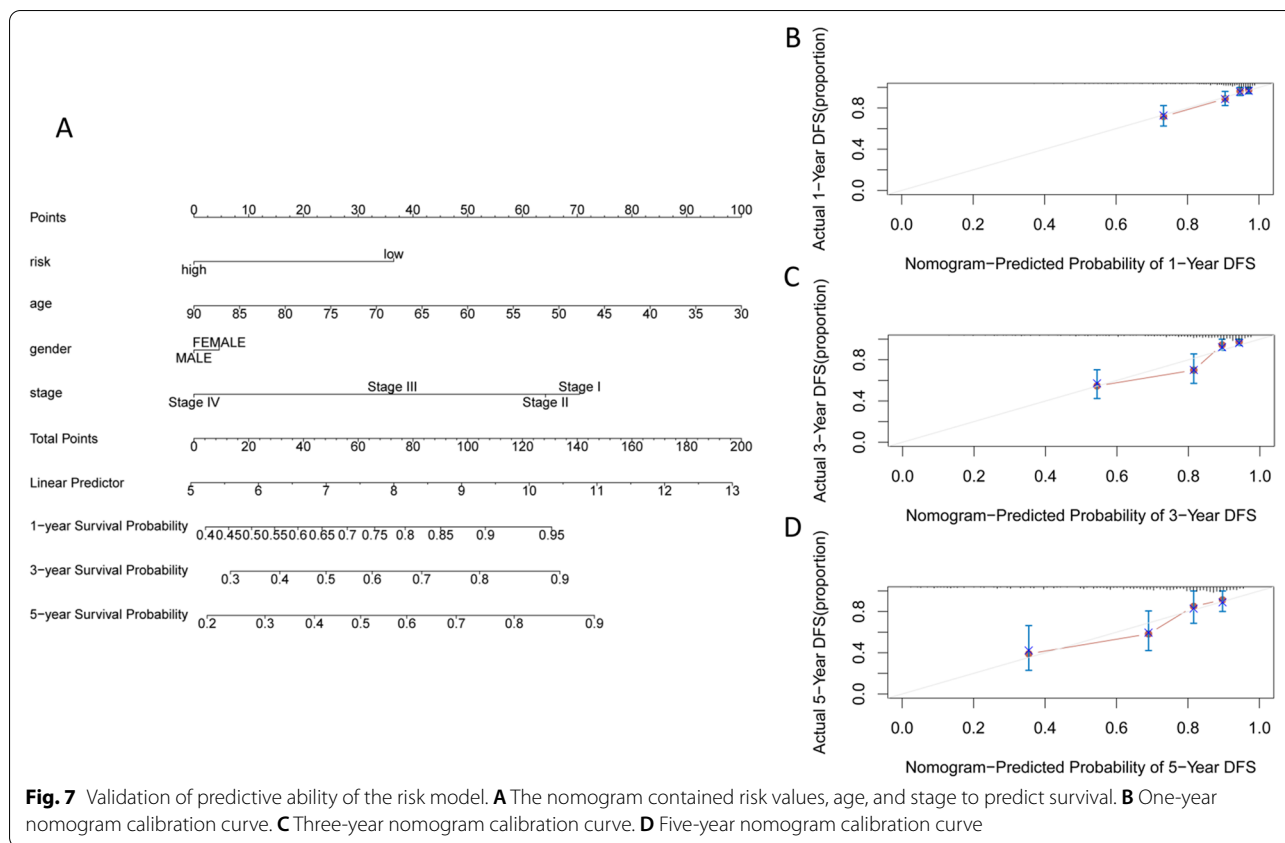 A
Points
0 10 20 30 40 50 60 70 80 90 100
risk
low
high
age
90 85 80 75 70 65 60 55 50 45 40 35 30
gender
FEMALE
MALE
stage
Stage III Stage I
Stage IV Stage II
Total Points
0 20 40 60 80 100 120 140 160 180 200
Linear Predictor
5 6 7 8 9 10 11 12 13
1−year Survival Probability
0.4 0.45 0.50 0.55 0.6 0.65 0.7 0.75 0.8 0.85 0.9 0.95
3−year Survival Probability
0.3 0.4 0.5 0.6 0.7 0.8 0.9
5−year Survival Probability
0.2 0.3 0.4 0.5 0.6 0.7 0.8 0.9
B
Actual 1−Year DFS(proportion)
0.8
0.4
0.0
0.0 0.2 0.4 0.6 0.8 1.0
Nomogram−Predicted Probability of 1−Year DFS
C
Actual 3−Year DFS(proportion)
0.8
0.4
0.0
0.0 0.2 0.4 0.6 0.8 1.0
Nomogram−Predicted Probability of 3−Year DFS
D
Actual 5−Year DFS(proportion)
0.8
0.4
0.0
0.0 0.2 0.4 0.6 0.8 1.0
Nomogram−Predicted Probability of 5−Year DFS
Fig. 7 Validation of predictive ability of the risk model. A The nomogram contained risk values, age, and stage to predict survival. B One-year
nomogram calibration curve. C Three-year nomogram calibration curve. D Five-year nomogram calibration curve